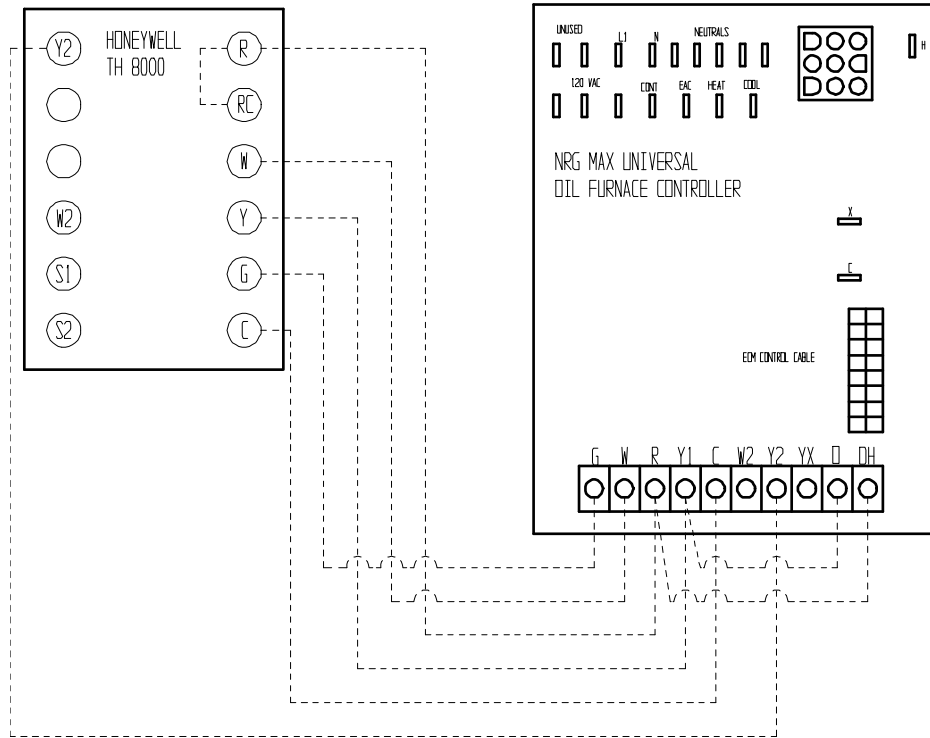 Y2
HONEYWELL
TH 8000
R
RC
W
W2
Y
S1
G
S2
C
UNUSED
L1
N
NEUTRALS
H
120 VAC
CONT
EAC
HEAT
COOL
NRG MAX UNIVERSAL
OIL FURNACE CONTROLLER
X
C
ECM CONTROL CABLE
G W R Y1 C W2 Y2 YX O DH